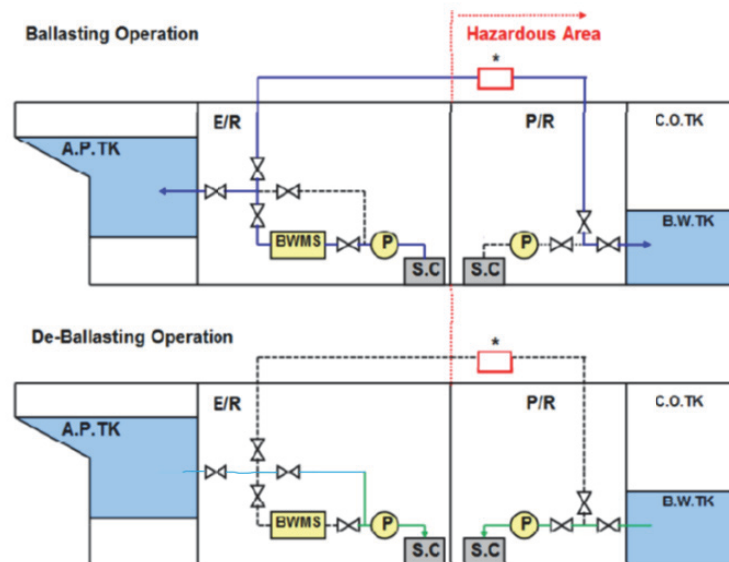 Ballasting Operation
Hazardous Area
*
E/R
P/R
C.O.TK
A.P.TK
BWMS
P
S.C
S.C
P
B.W.TK
De-Ballasting Operation
*
E/R
P/R
C.O.TK
A.P.TK
BWMS
P
S.C
S.C
P
B.W.TK